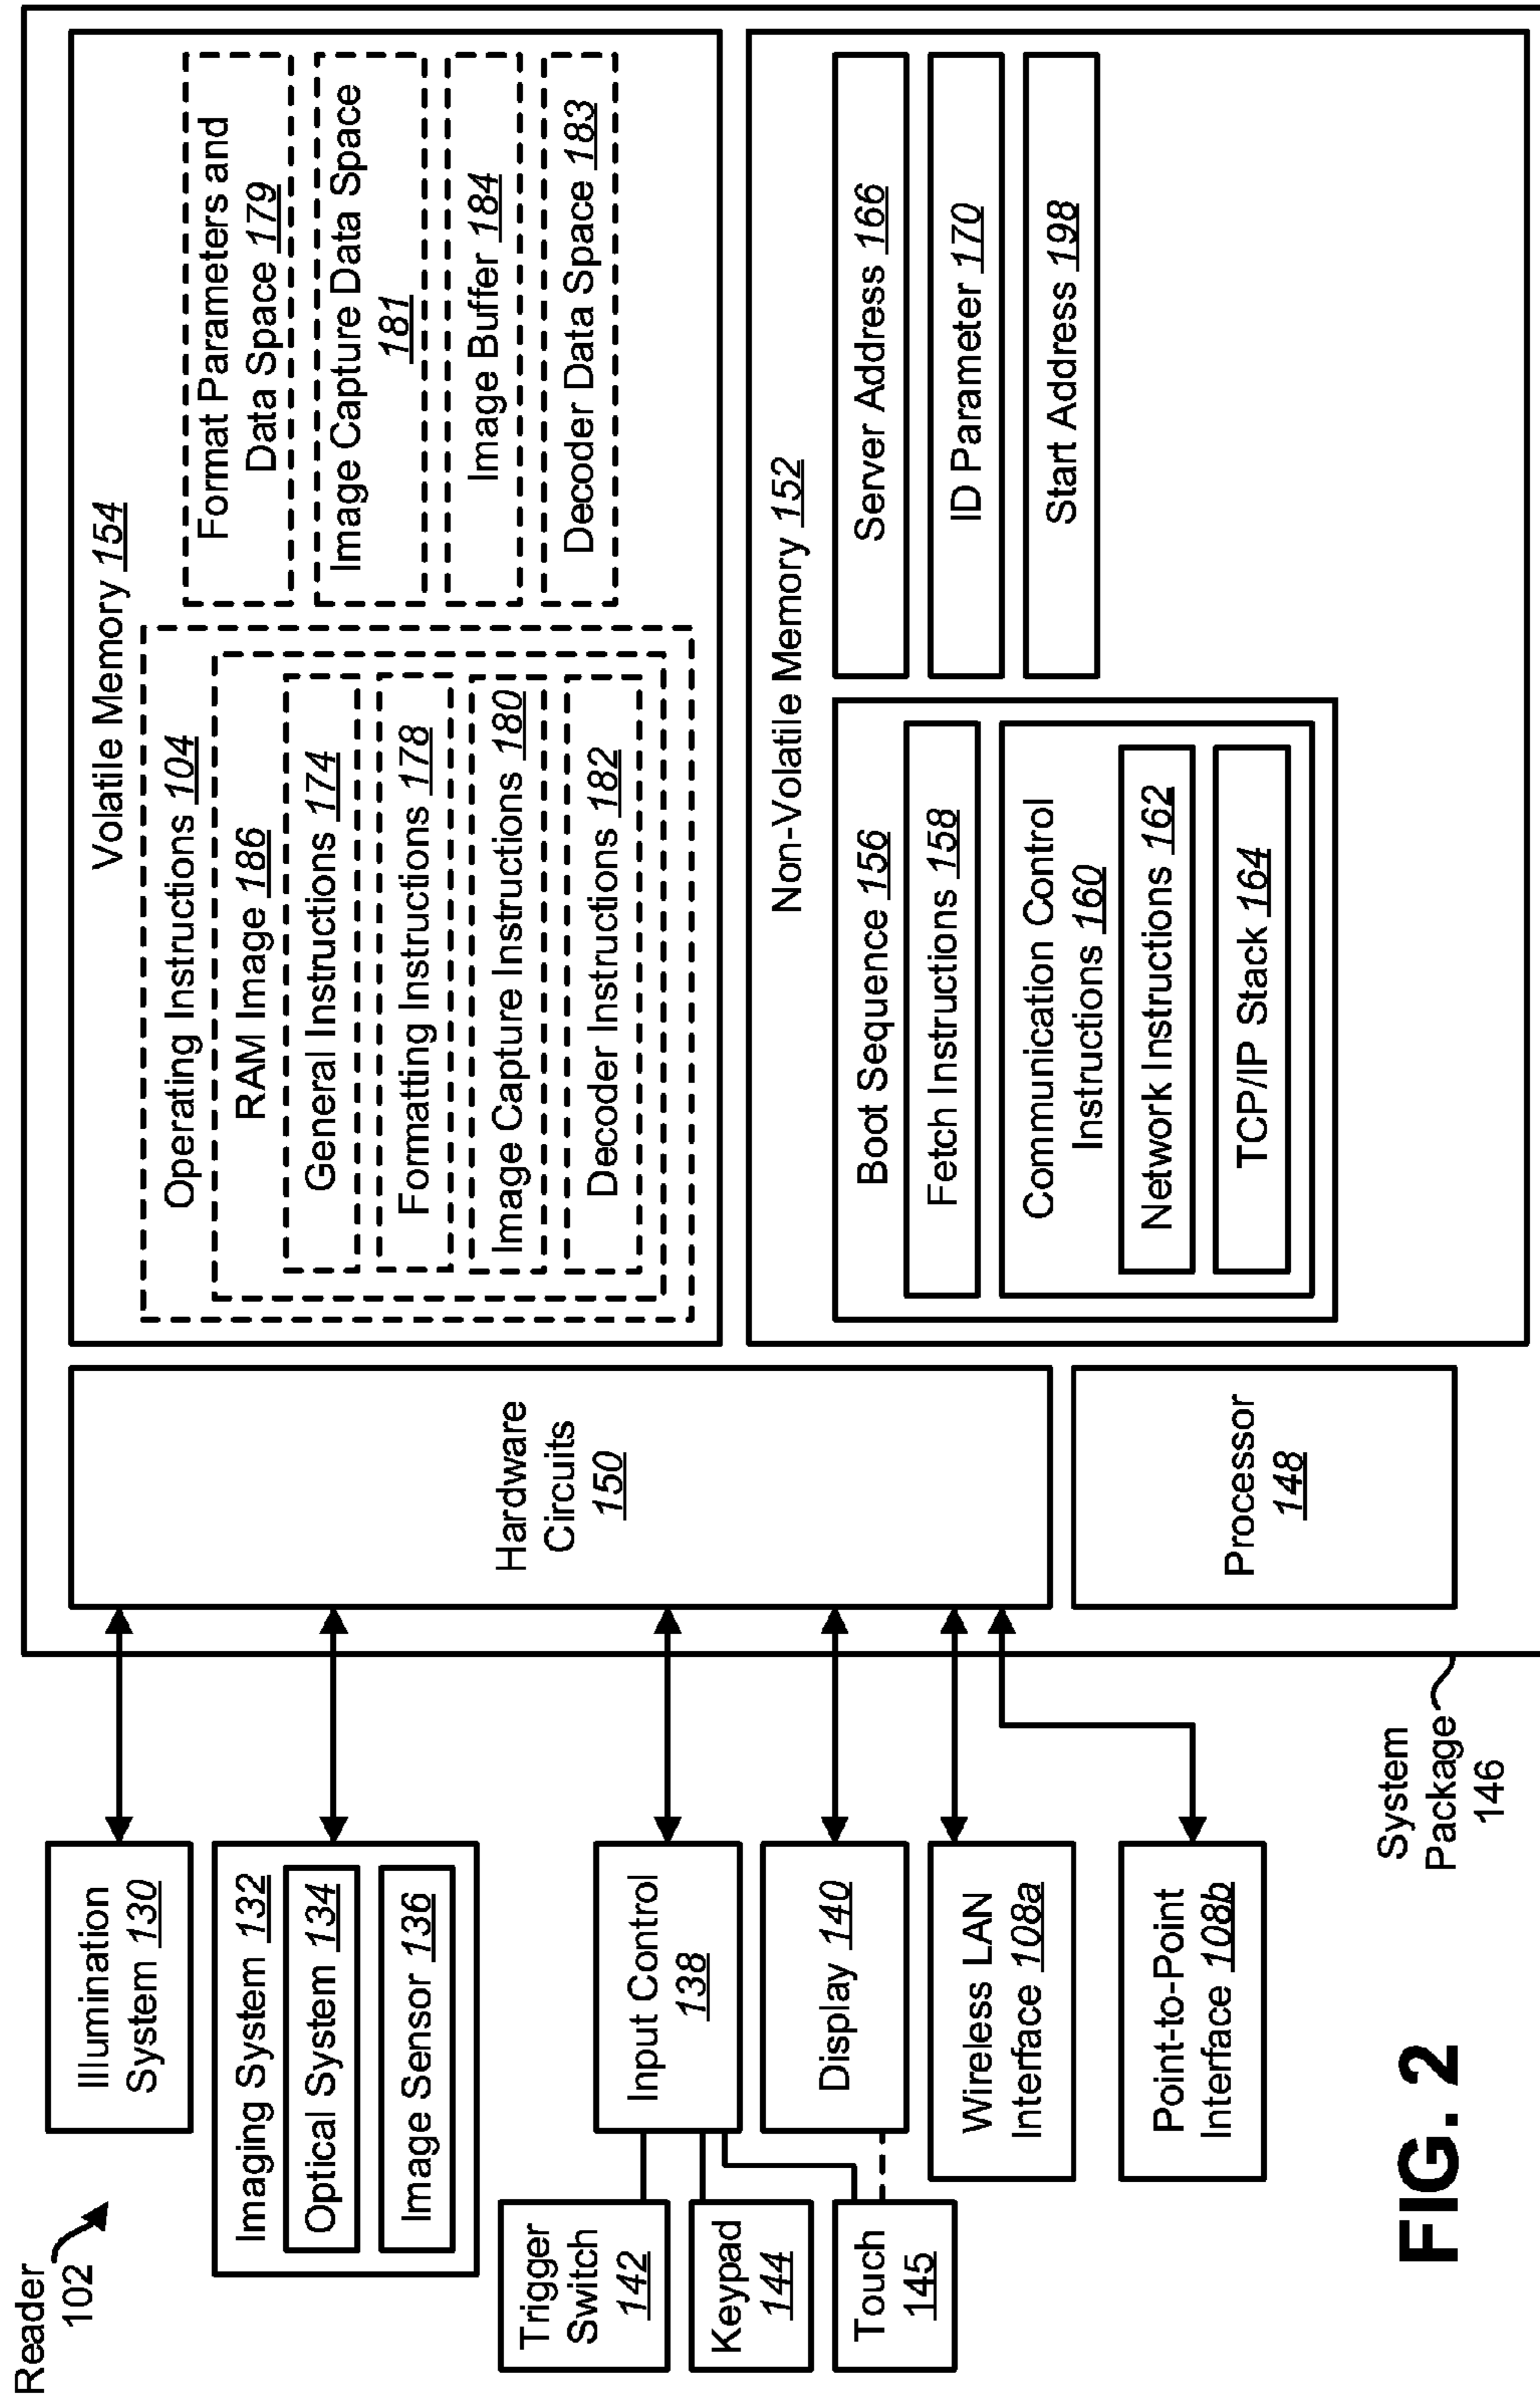 Reader
102
Illumination
System 130
Imaging System 132
Optical System 134
Image Sensor 136
Trigger
Switch
142
Keypad
144
Touch
145
Input Control
138
Display 140
Wireless LAN
Interface 108a
Point-to-Point
Interface 108b
System
Package
146
Hardware
Circuits
150
Processor
148
Volatile Memory 154
Operating Instructions 104
RAM Image 186
General Instructions 174
Formatting Instructions 178
Image Capture Instructions 180
Decoder Instructions 182
Format Parameters and
Data Space 179
Image Capture Data Space
181
Image Buffer 184
Decoder Data Space 183
Non-Volatile Memory 152
Boot Sequence 156
Fetch Instructions 158
Communication Control
Instructions 160
Network Instructions 162
TCP/IP Stack 164
Server Address 166
ID Parameter 170
Start Address 198
FIG. 2